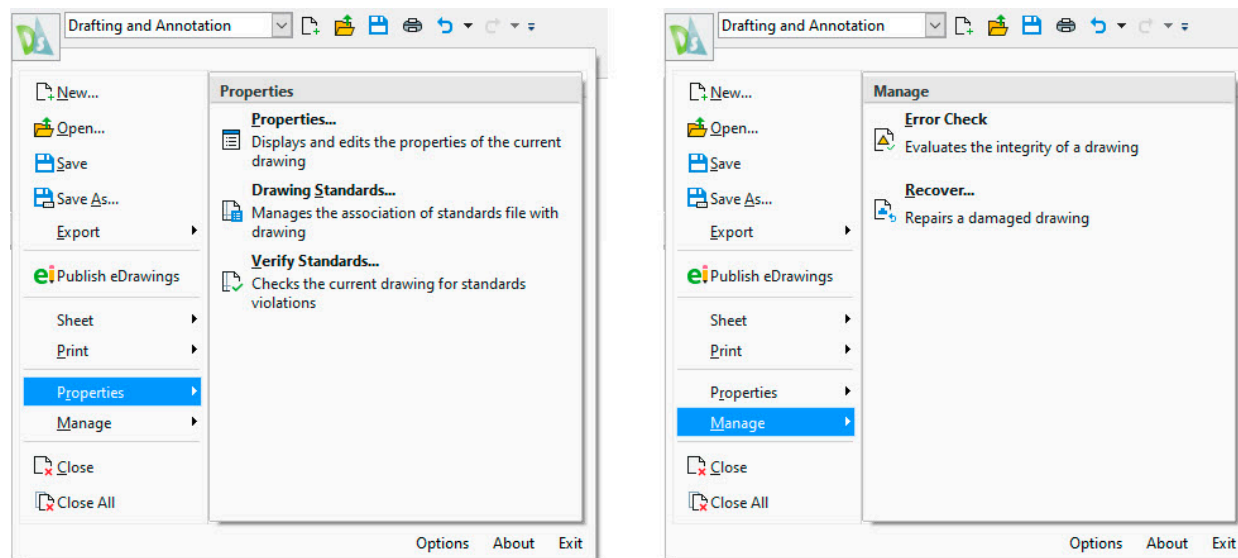 Drafting and Annotation
New...
Open...
Save
Save As...
Export
Publish eDrawings
Sheet
Print
Properties
Manage
Close
Close All
Properties
Properties...
Displays and edits the properties of the current
drawing
Drawing Standards...
Manages the association of standards file with
drawing
Verify Standards...
Checks the current drawing for standards
violations
Options About Exit
Drafting and Annotation
New...
Open...
Save
Save As...
Export
Publish eDrawings
Sheet
Print
Properties
Manage
Close
Close All
Manage
Error Check
Evaluates the integrity of a drawing
Recover...
Repairs a damaged drawing
Options About Exit